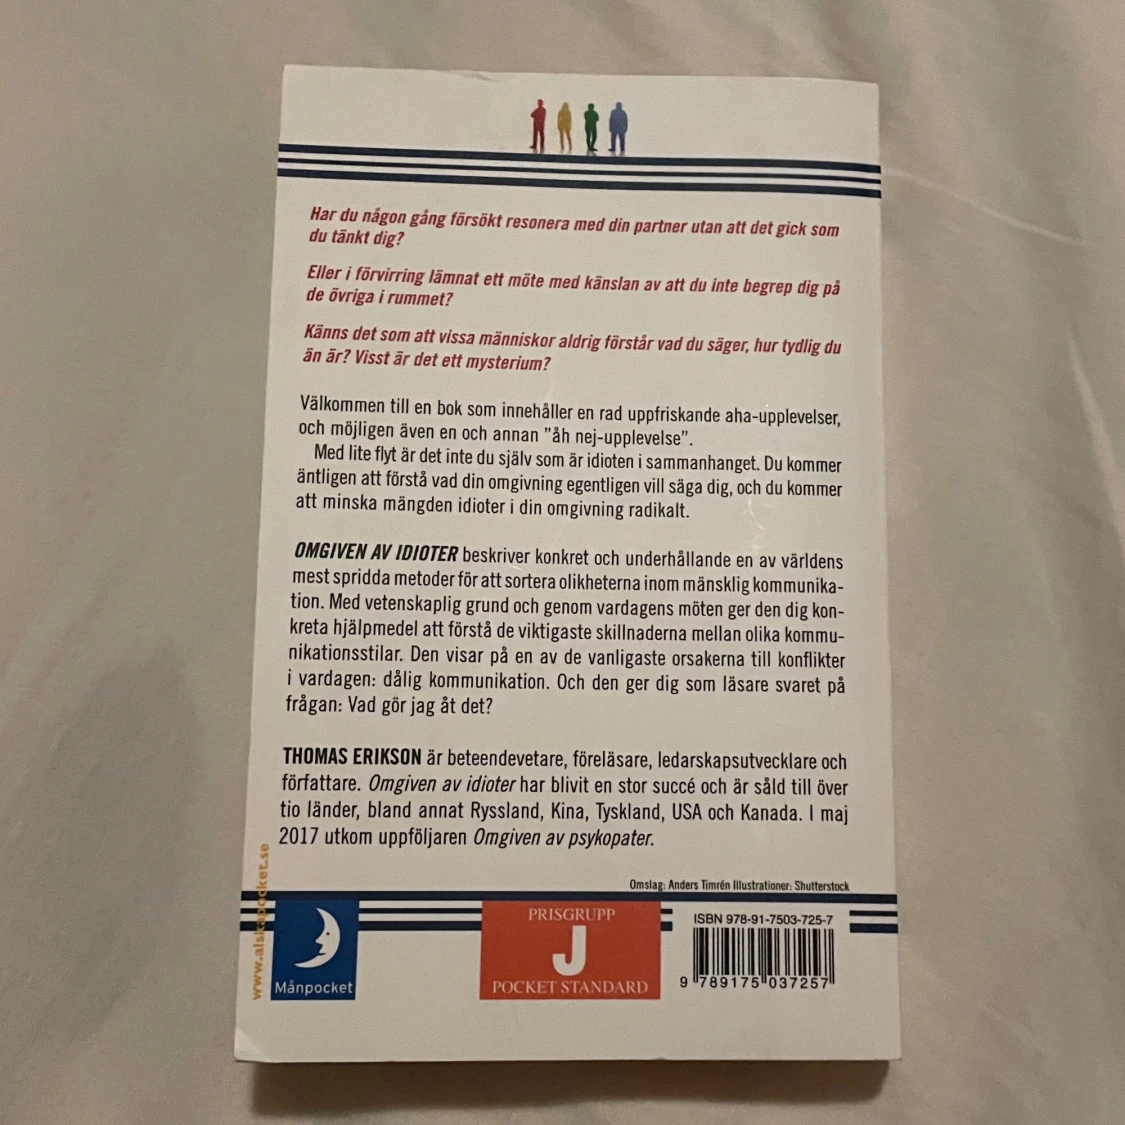 Har du någon gång försökt resonera med din partner utan att det gick som
du tänkt dig?
Eller i förvirring lämnat ett möte med känslan av att du inte begrep dig på
de övriga i rummet?
Känns det som att vissa människor aldrig förstår vad du säger, hur tydlig du
än är? Visst är det ett mysterium?
Välkommen till en bok som innehåller en rad uppfriskande aha-upplevelser,
och möjligen även en och annan ”åh nej-upplevelse”.
Med lite flyt är det inte du själv som är idioten i sammanhanget. Du kommer
äntligen att förstå vad din omgivning egentligen vill säga dig, och du kommer
att minska mängden idioter i din omgivning radikalt.
OMGIVEN AV IDIOTER beskriver konkret och underhållande en av världens
mest spridda metoder för att sortera olikheterna inom mänsklig kommunika-
tion. Med vetenskaplig grund och genom vardagens möten ger den dig kon-
kreta hjälpmedel att förstå de viktigaste skillnaderna mellan olika kommu-
nikationsstilar. Den visar på en av de vanligaste orsakerna till konflikter
i vardagen: dålig kommunikation. Och den ger dig som läsare svaret på
frågan: Vad gör jag åt det?
THOMAS ERIKSON är beteendevetare, föreläsare, ledarskapsutvecklare och
författare. Omgiven av idioter har blivit en stor succé och är såld till över
tio länder, bland annat Ryssland, Kina, Tyskland, USA och Kanada. I maj
2017 utkom uppföljaren Omgiven av psykopater.
Omslag: Anders Timrén Illustrationer: Shutterstock
www.alskapocket.se
Månpocket
PRISGRUPP
J
POCKET STANDARD
ISBN 978-91-7503-725-7
9 789175 037257